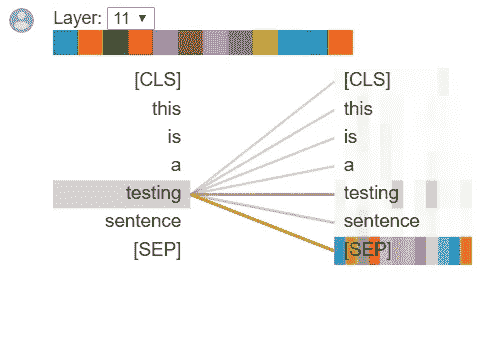 Layer: 11
[CLS] [CLS]
this this
is is
a a
testing testing
sentence sentence
[SEP] [SEP]